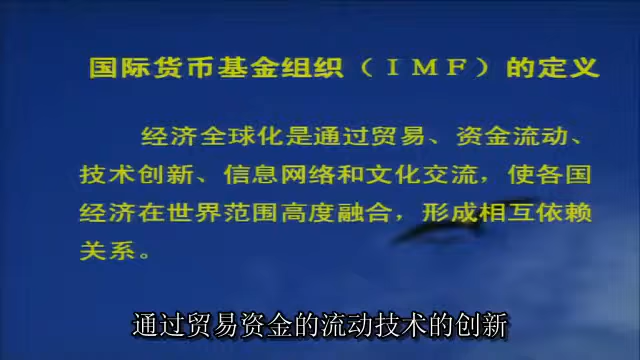 国际货币基金组织（ＩＭＦ）的定义
经济全球化是通过贸易、资金流动、
技术创新、信息网络和文化交流，使各国
经济在世界范围高度融合，形成相互依赖
关系。
通过贸易资金的流动技术的创新